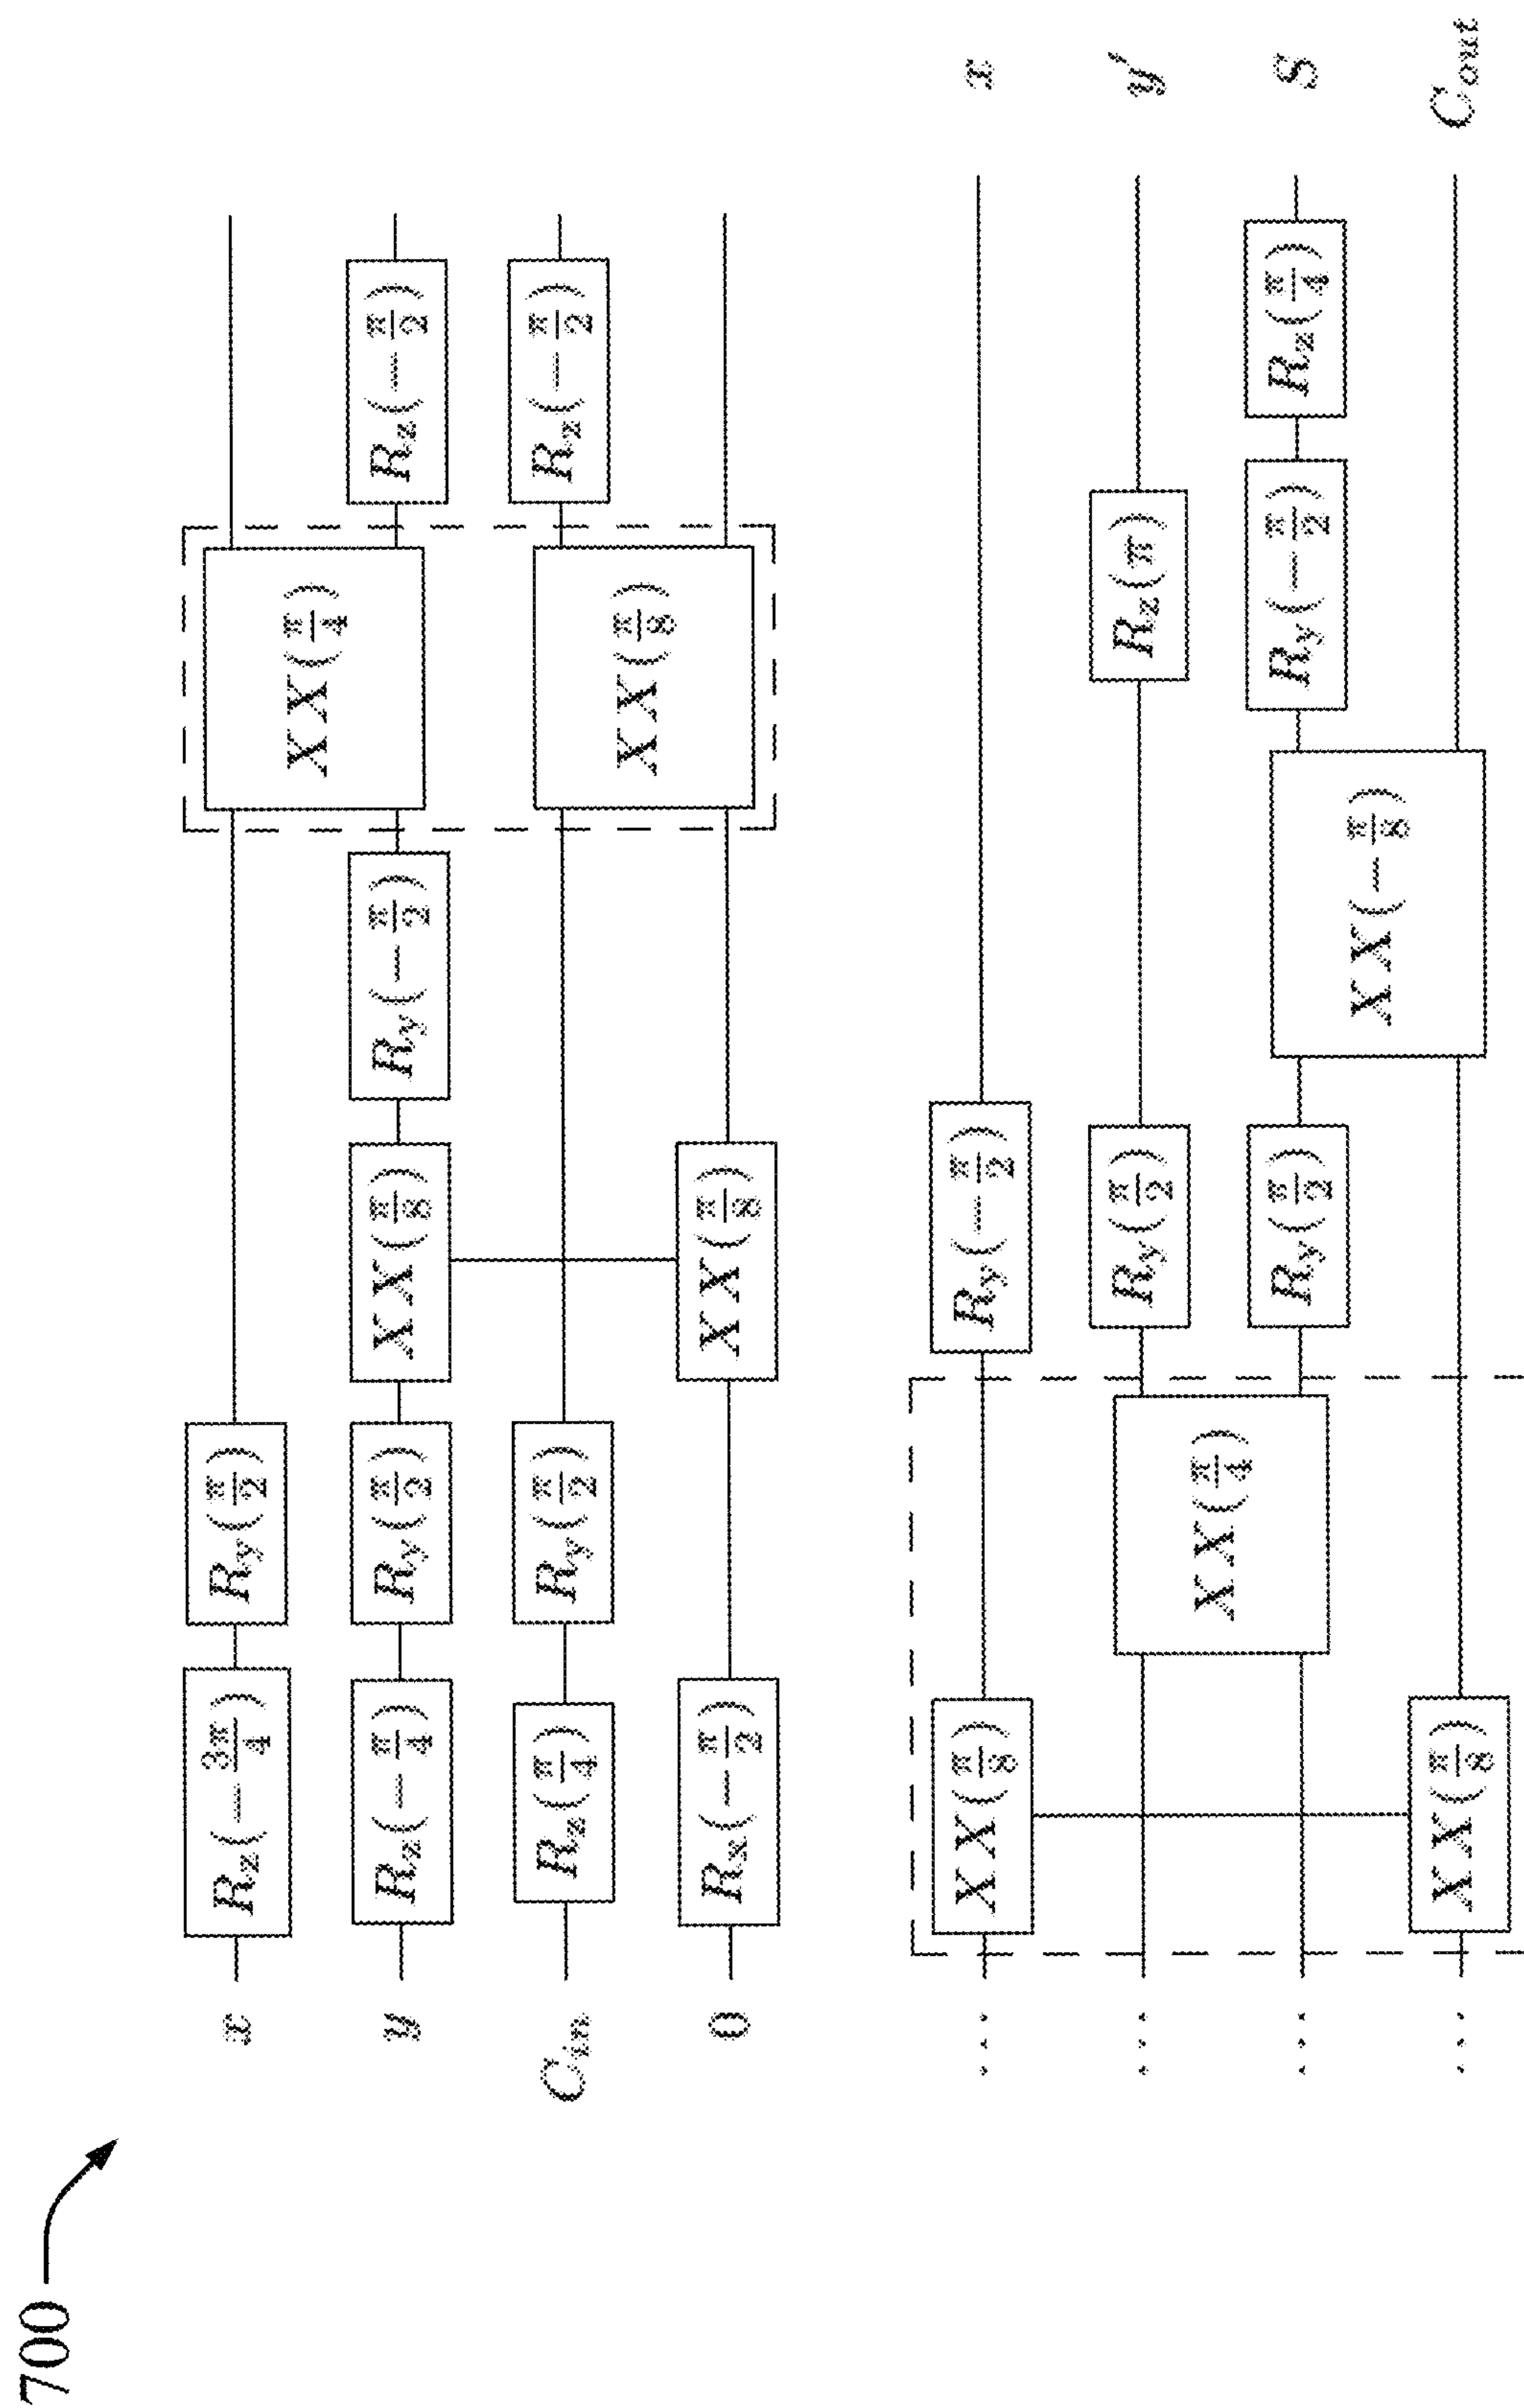 700
x R_z(−3π/4) R_y(π/2) XX(π/4)
y R_z(−π/4) R_y(π/2) XX(π/8) R_y(−π/2) R_z(−π/2)
C_in R_z(π/4) R_y(π/2) XX(π/8) R_z(−π/2)
0 R_x(−π/2) XX(π/8)
... XX(π/8) R_y(−π/2) x
... XX(π/4) R_y(π/2) R_z(π) y′
... R_y(π/2) XX(−π/8) R_y(−π/2) R_z(π/4) S
... XX(π/8) C_out